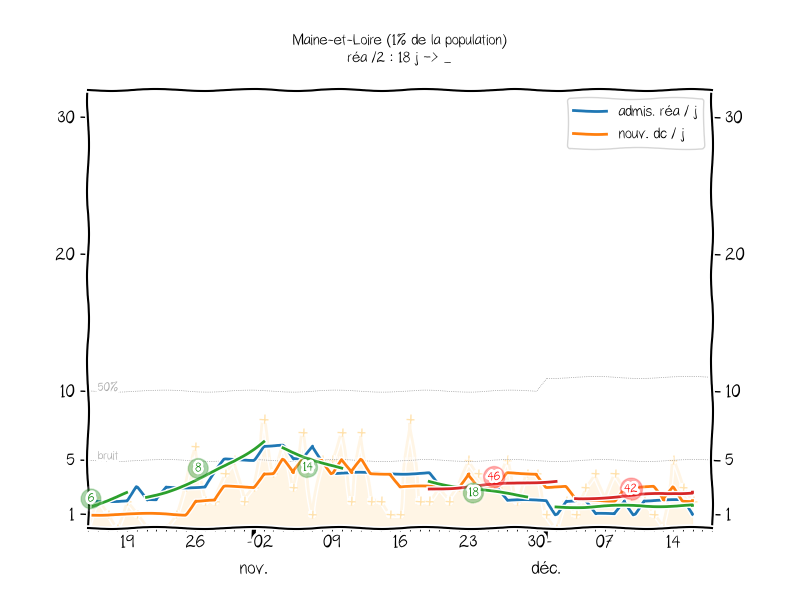 Maine-et-Loire (1% de la population)
réa /2 : 18 j -> _
admis. réa / j
nouv. dc / j
30 30
20 20
10 10
50%
5 5
bruit
1 1
6
8
14
18
46
42
19 26 02 09 16 23 30 07 14
nov. déc.